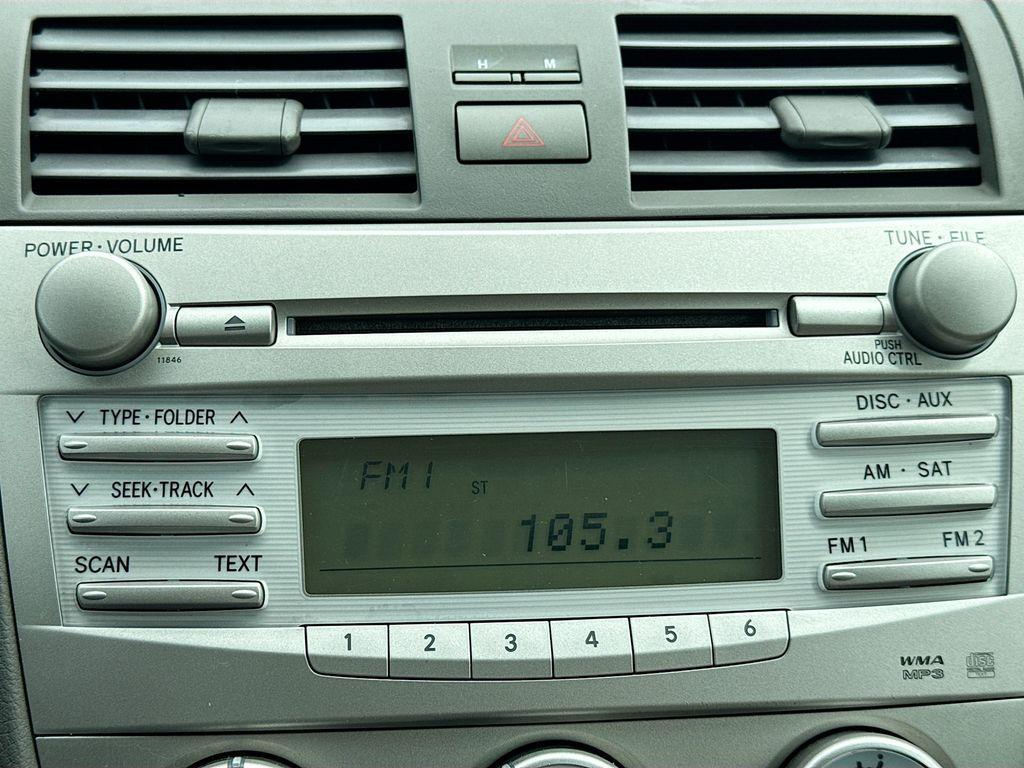 H M
POWER · VOLUME
TUNE · FILE
11846
PUSH
AUDIO CTRL
TYPE · FOLDER
DISC · AUX
FM1
ST
SEEK · TRACK
AM · SAT
105.3
SCAN TEXT
FM1 FM2
1 2 3 4 5 6
WMA
MP3
disc